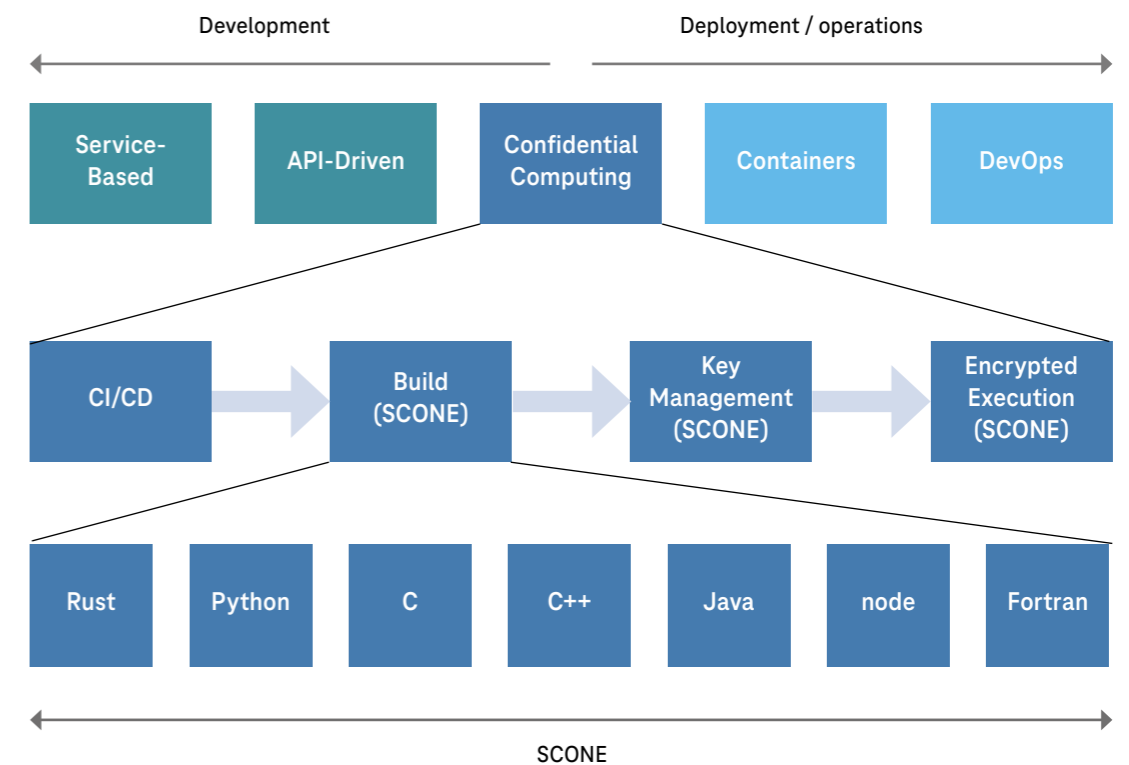 Development
Deployment / operations
Service-
Based
API-Driven
Confidential
Computing
Containers
DevOps
CI/CD
Build
(SCONE)
Key
Management
(SCONE)
Encrypted
Execution
(SCONE)
Rust
Python
C
C++
Java
node
Fortran
SCONE